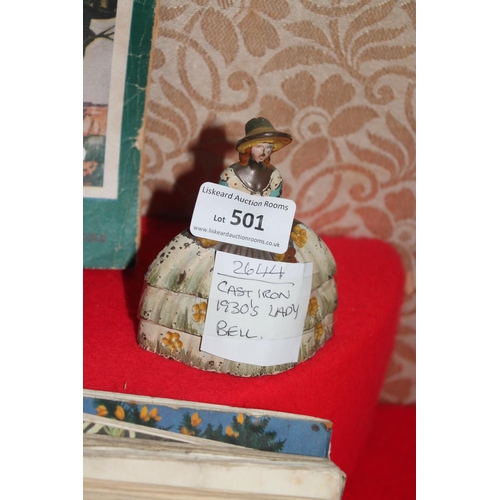 Liskeard Auction Rooms
Lot 501
www.liskeardauctionrooms.co.uk
2644
CAST IRON
1930's LADY
BELL.